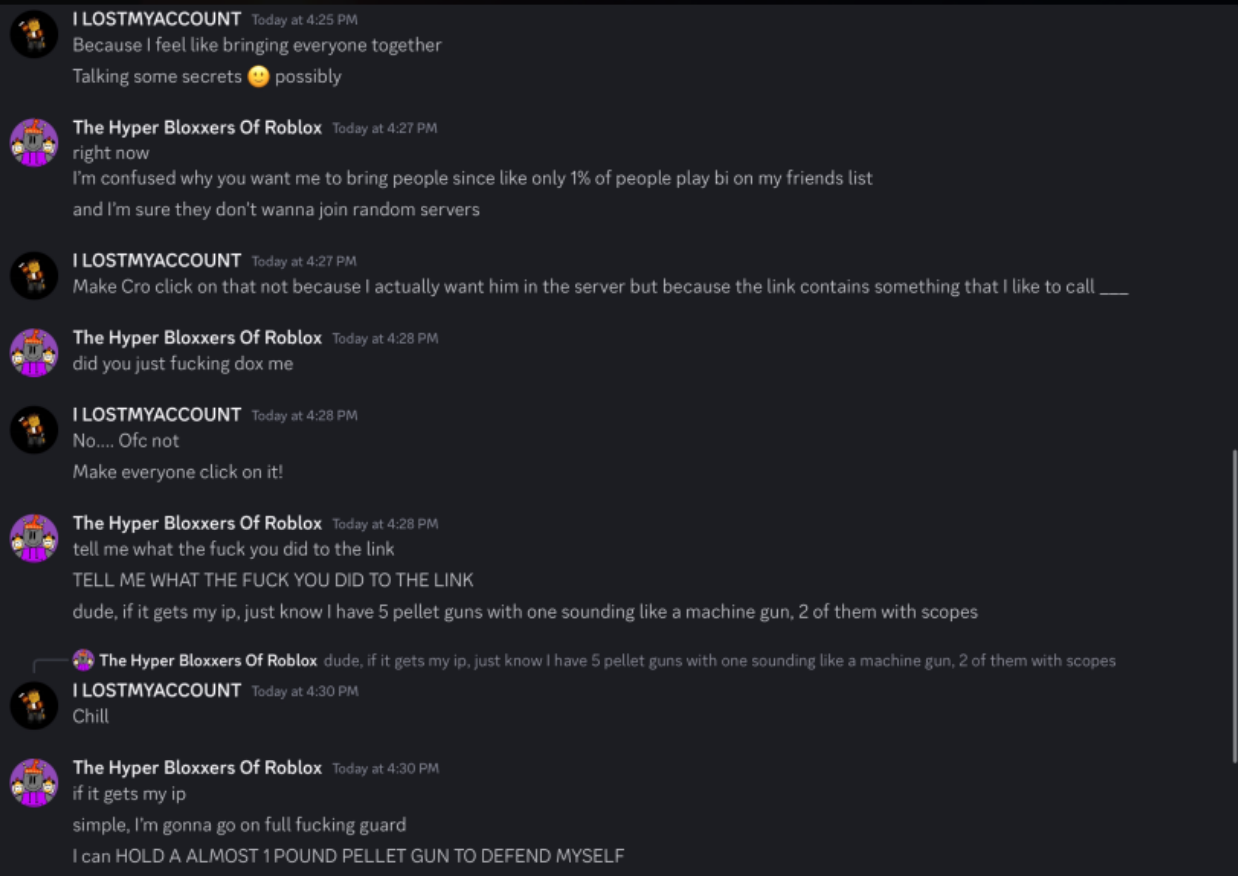 I LOSTMYACCOUNT Today at 4:25 PM
Because I feel like bringing everyone together
Talking some secrets 🙂 possibly
The Hyper Bloxxers Of Roblox Today at 4:27 PM
right now
I'm confused why you want me to bring people since like only 1% of people play bi on my friends list
and I'm sure they don't wanna join random servers
I LOSTMYACCOUNT Today at 4:27 PM
Make Cro click on that not because I actually want him in the server but because the link contains something that I like to call ___
The Hyper Bloxxers Of Roblox Today at 4:28 PM
did you just fucking dox me
I LOSTMYACCOUNT Today at 4:28 PM
No.... Ofc not
Make everyone click on it!
The Hyper Bloxxers Of Roblox Today at 4:28 PM
tell me what the fuck you did to the link
TELL ME WHAT THE FUCK YOU DID TO THE LINK
dude, if it gets my ip, just know I have 5 pellet guns with one sounding like a machine gun, 2 of them with scopes
The Hyper Bloxxers Of Roblox dude, if it gets my ip, just know I have 5 pellet guns with one sounding like a machine gun, 2 of them with scopes
I LOSTMYACCOUNT Today at 4:30 PM
Chill
The Hyper Bloxxers Of Roblox Today at 4:30 PM
if it gets my ip
simple, I'm gonna go on full fucking guard
I can HOLD A ALMOST 1 POUND PELLET GUN TO DEFEND MYSELF